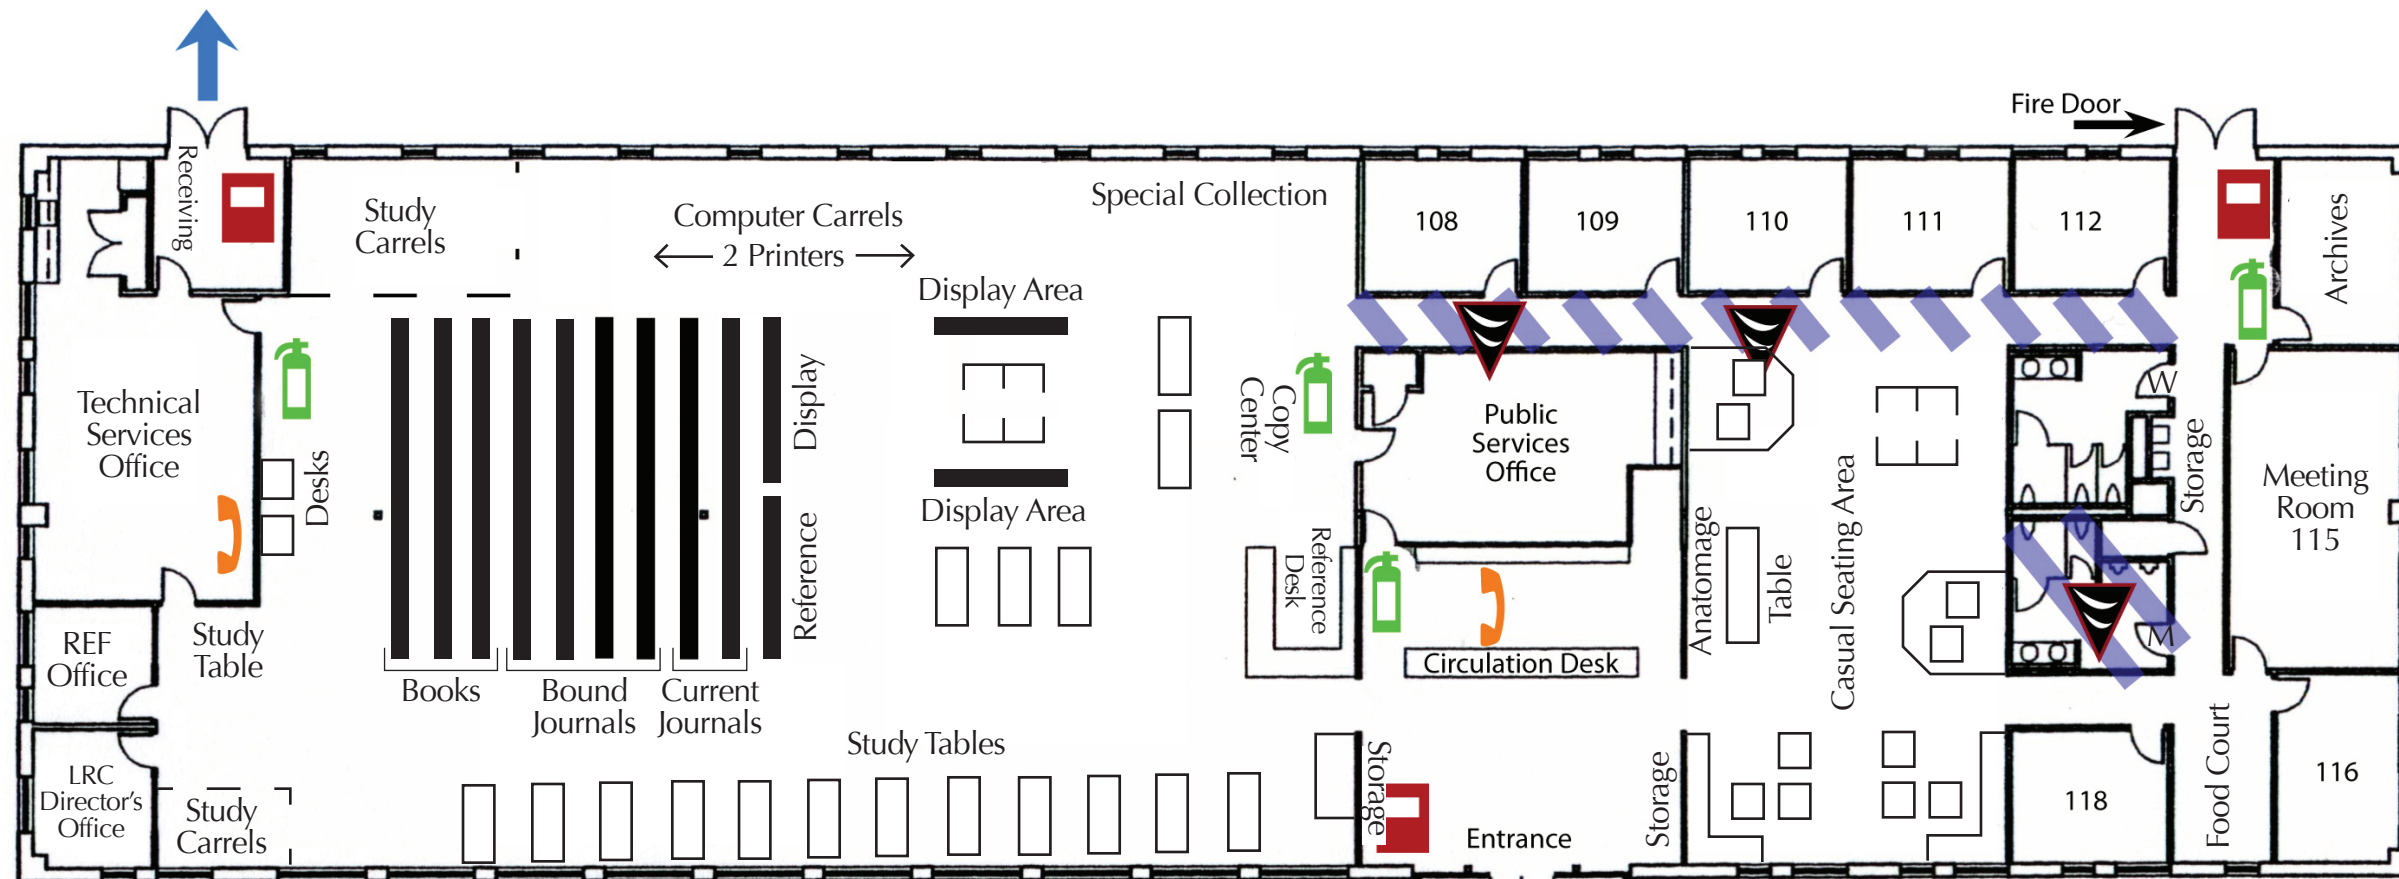 Fire Door
Receiving
Study
Carrels
Computer Carrels
2 Printers
Special Collection
108
109
110
111
112
Archives
Display Area
Technical
Services
Office
Desks
Display
Reference
Display Area
Copy
Center
Public
Services
Office
Reference
Desk
Anatomage
Table
Casual Seating Area
W
M
Storage
Meeting
Room
115
REF
Office
Study
Table
Books
Bound
Journals
Current
Journals
Circulation Desk
Study Tables
LRC
Director's
Office
Study
Carrels
Storage
Entrance
Storage
118
Food Court
116